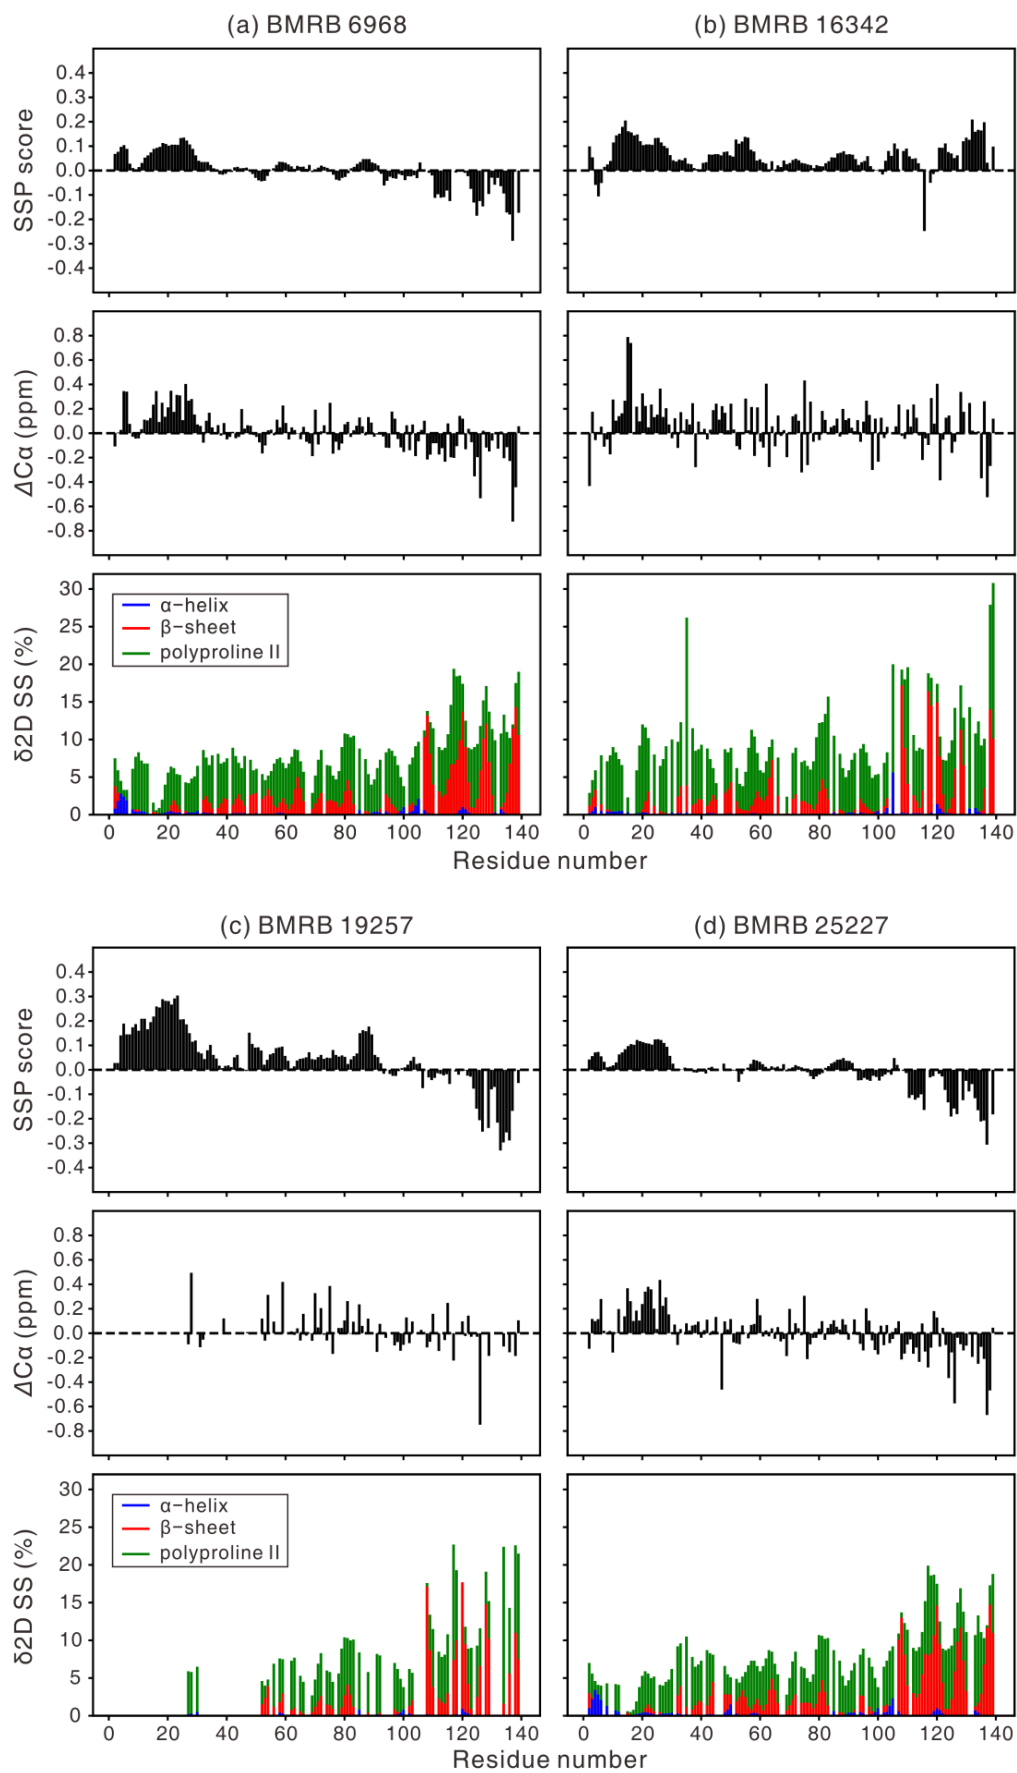 (a) BMRB 6968
(b) BMRB 16342
SSP score
0.4
0.3
0.2
0.1
0.0
-0.1
-0.2
-0.3
-0.4
ΔCα (ppm)
0.8
0.6
0.4
0.2
0.0
-0.2
-0.4
-0.6
-0.8
δ2D SS (%)
30
25
20
15
10
5
0
α-helix
β-sheet
polyproline II
0 20 40 60 80 100 120 140
0 20 40 60 80 100 120 140
Residue number
(c) BMRB 19257
(d) BMRB 25227
SSP score
0.4
0.3
0.2
0.1
0.0
-0.1
-0.2
-0.3
-0.4
ΔCα (ppm)
0.8
0.6
0.4
0.2
0.0
-0.2
-0.4
-0.6
-0.8
δ2D SS (%)
30
25
20
15
10
5
0
α-helix
β-sheet
polyproline II
0 20 40 60 80 100 120 140
0 20 40 60 80 100 120 140
Residue number